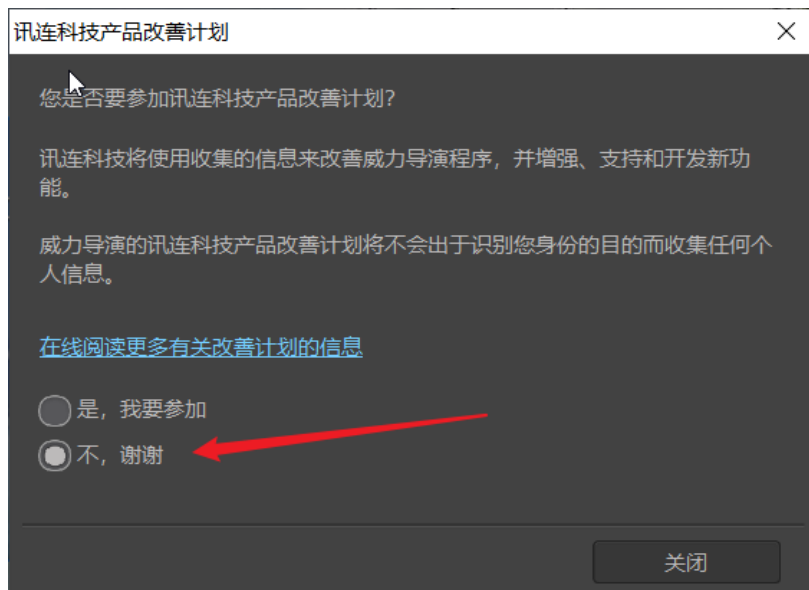 讯连科技产品改善计划
您是否要参加讯连科技产品改善计划?
讯连科技将使用收集的信息来改善威力导演程序，并增强、支持和开发新功
能。
威力导演的讯连科技产品改善计划将不会出于识别您身份的目的而收集任何个
人信息。
在线阅读更多有关改善计划的信息
是，我要参加
不，谢谢
关闭